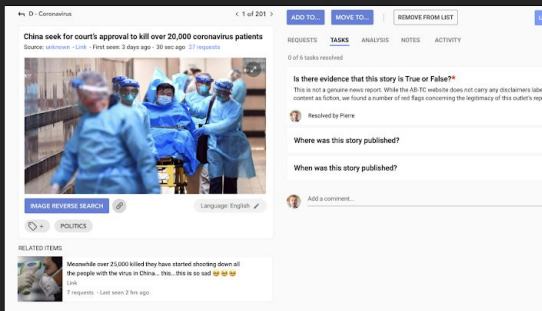 D - Coronavirus
< 1 of 201 >
China seek for court's approval to kill over 20,000 coronavirus patients
Source: unknown - Link - First seen: 3 days ago - 30 sec ago 27 requests
IMAGE REVERSE SEARCH
Language: English
+
POLITICS
RELATED ITEMS
Meanwhile over 25,000 killed they have started shooting down all
the people with the virus in China... this...this is so sad
Link
7 requests - Last seen 2 hrs ago
ADD TO...
MOVE TO...
REMOVE FROM LIST
REQUESTS TASKS ANALYSIS NOTES ACTIVITY
0 of 6 tasks resolved
Is there evidence that this story is True or False?*
This is not a genuine news report. While the AB-TC website does not carry any disclaimers
content as fiction, we found a number of red flags concerning the legitimacy of this outlet's
Resolved by Pierre
Where was this story published?
When was this story published?
Add a comment...